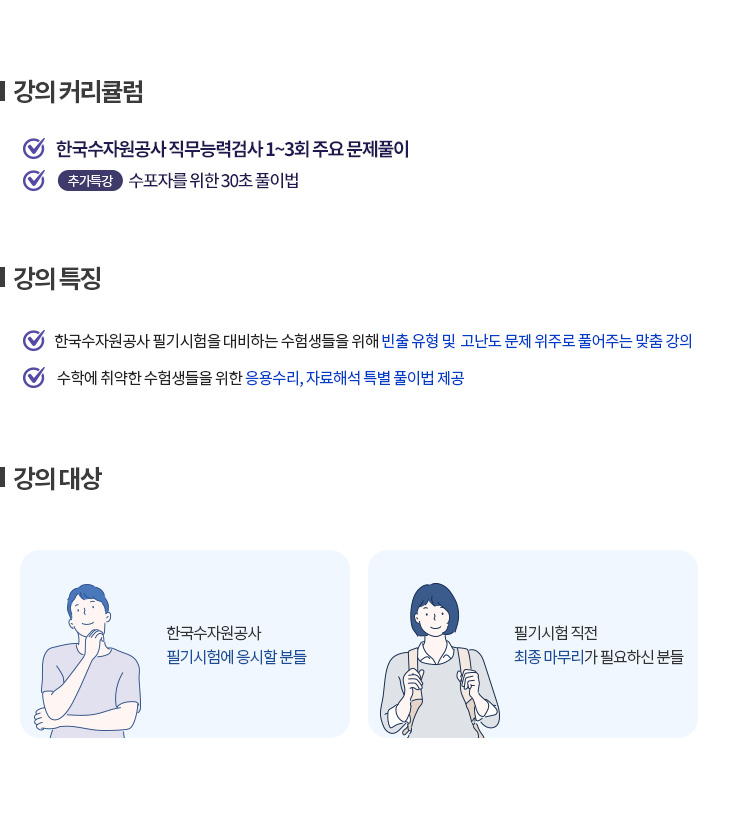 강의 커리큘럼
한국수자원공사 직무능력검사 1~3회 주요 문제풀이
추가특강 수포자를 위한 30초 풀이법
강의 특징
한국수자원공사 필기시험을 대비하는 수험생들을 위해 빈출 유형 및 고난도 문제 위주로 풀어주는 맞춤 강의
수학에 취약한 수험생들을 위한 응용수리, 자료해석 특별 풀이법 제공
강의 대상
한국수자원공사
필기시험에 응시할 분들
필기시험 직전
최종 마무리가 필요하신 분들